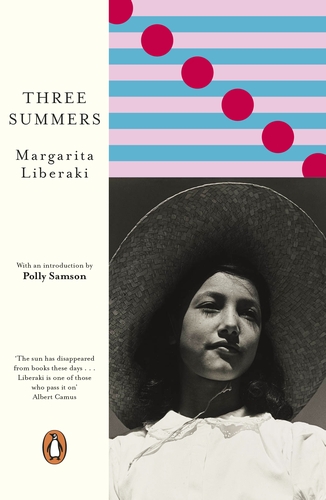 THREE
SUMMERS
Margarita
Liberaki
With an introduction by
Polly Samson
‘The sun has disappeared
from books these days . . .
Liberaki is one of those
who pass it on’
Albert Camus